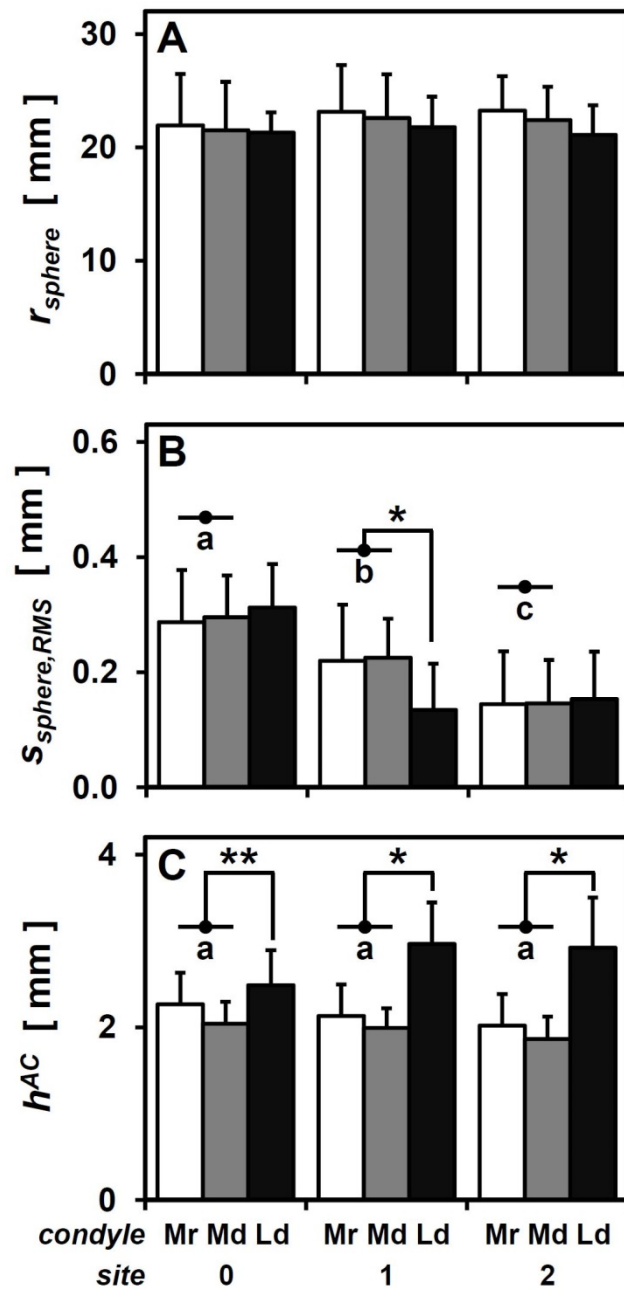 A
30
20
10
0
r_sphere [ mm ]
B
0.6
0.4
0.2
0.0
s_sphere,RMS [ mm ]
a
b
*
c
C
4
2
0
h^AC [ mm ]
** * *
a a a
condyle Mr Md Ld Mr Md Ld Mr Md Ld
site 0 1 2